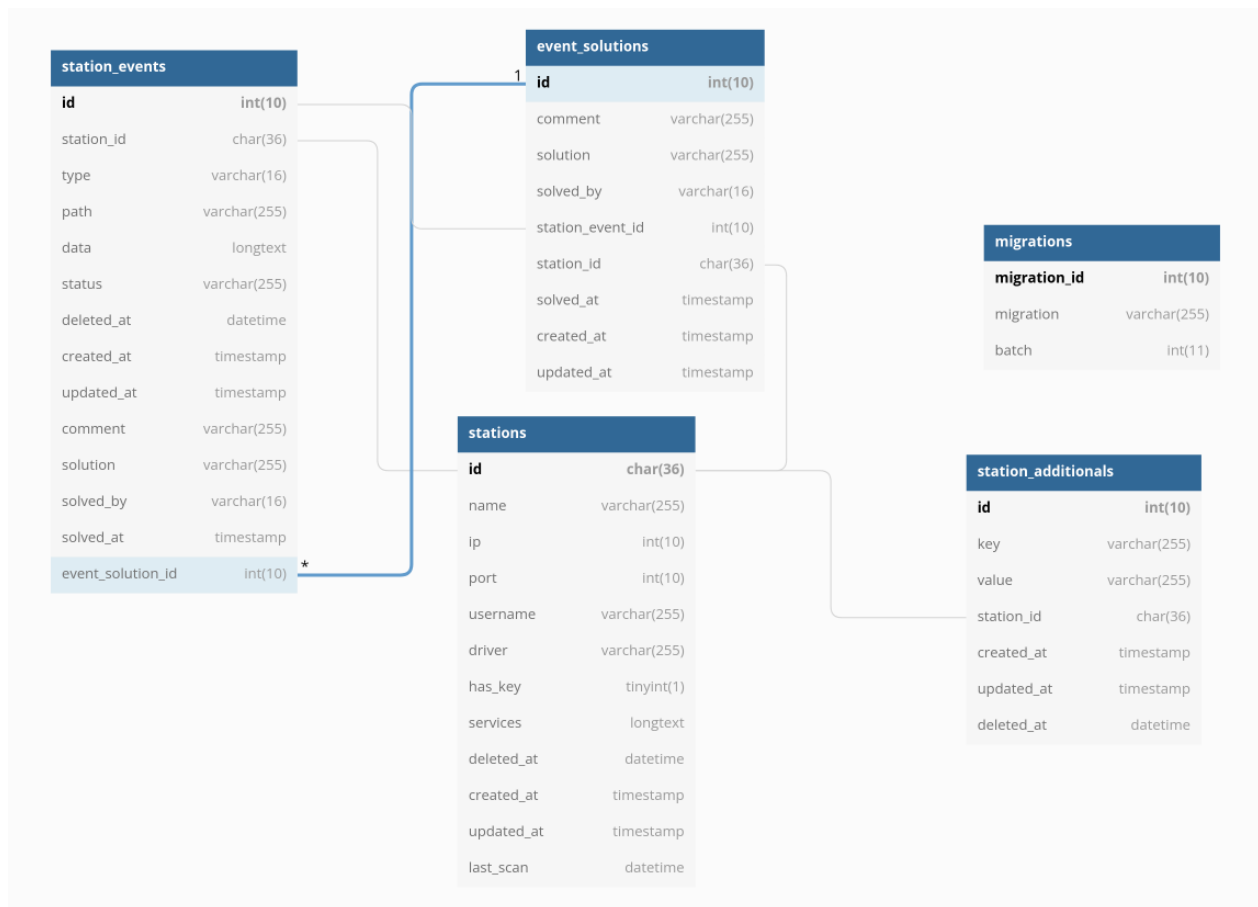 station_events
id int(10)
station_id char(36)
type varchar(16)
path varchar(255)
data longtext
status varchar(255)
deleted_at datetime
created_at timestamp
updated_at timestamp
comment varchar(255)
solution varchar(255)
solved_by varchar(16)
solved_at timestamp
event_solution_id int(10)
*
1
event_solutions
id int(10)
comment varchar(255)
solution varchar(255)
solved_by varchar(16)
station_event_id int(10)
station_id char(36)
solved_at timestamp
created_at timestamp
updated_at timestamp
stations
id char(36)
name varchar(255)
ip int(10)
port int(10)
username varchar(255)
driver varchar(255)
has_key tinyint(1)
services longtext
deleted_at datetime
created_at timestamp
updated_at timestamp
last_scan datetime
migrations
migration_id int(10)
migration varchar(255)
batch int(11)
station_additionals
id int(10)
key varchar(255)
value varchar(255)
station_id char(36)
created_at timestamp
updated_at timestamp
deleted_at datetime